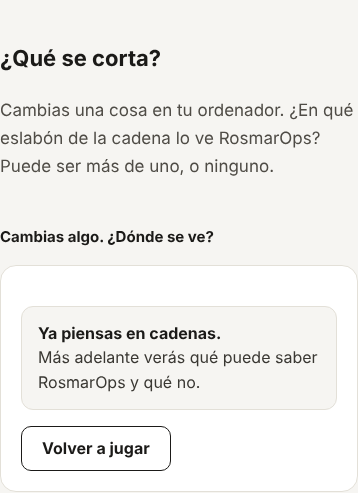 ¿Qué se corta?
Cambias una cosa en tu ordenador. ¿En qué
eslabón de la cadena lo ve RosmarOps?
Puede ser más de uno, o ninguno.
Cambias algo. ¿Dónde se ve?
Ya piensas en cadenas.
Más adelante verás qué puede saber
RosmarOps y qué no.
Volver a jugar